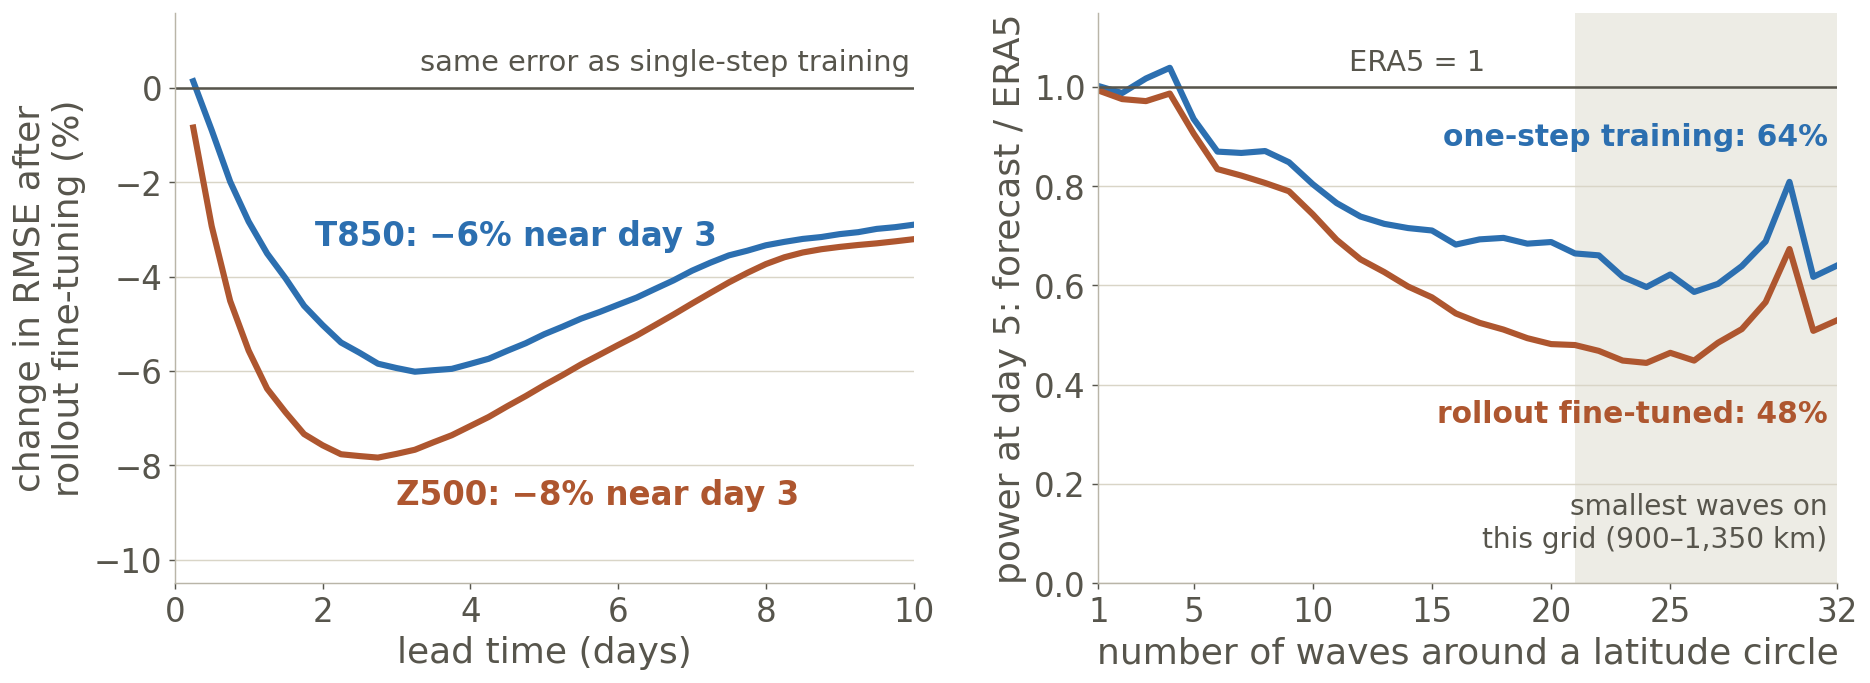 change in RMSE after
rollout fine-tuning (%)
0
−2
−4
−6
−8
−10
same error as single-step training
T850: −6% near day 3
Z500: −8% near day 3
0
2
4
6
8
10
lead time (days)
power at day 5: forecast / ERA5
1.0
0.8
0.6
0.4
0.2
0.0
ERA5 = 1
one-step training: 64%
rollout fine-tuned: 48%
smallest waves on
this grid (900–1,350 km)
1
5
10
15
20
25
32
number of waves around a latitude circle